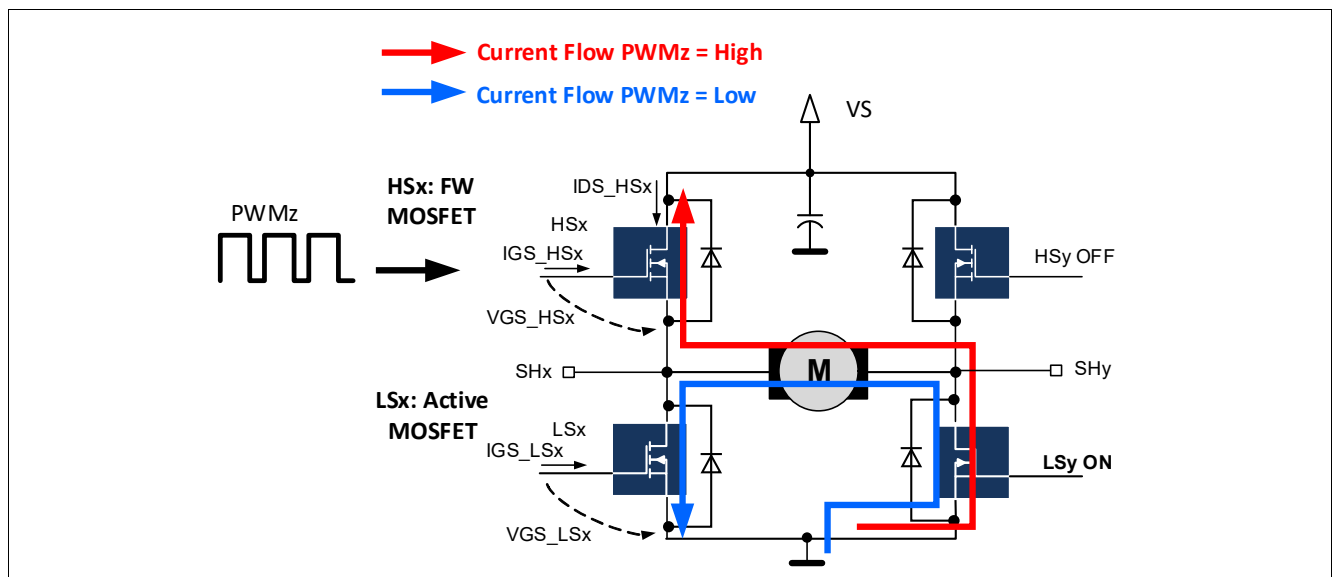 Current Flow PWMz = High
Current Flow PWMz = Low
VS
HSx: FW
MOSFET
IDS_HSx
PWMz
HSx
IGS_HSx
HSy OFF
VGS_HSx
M
SHx
SHy
LSx: Active
MOSFET
LSx
IGS_LSx
LSy ON
VGS_LSx